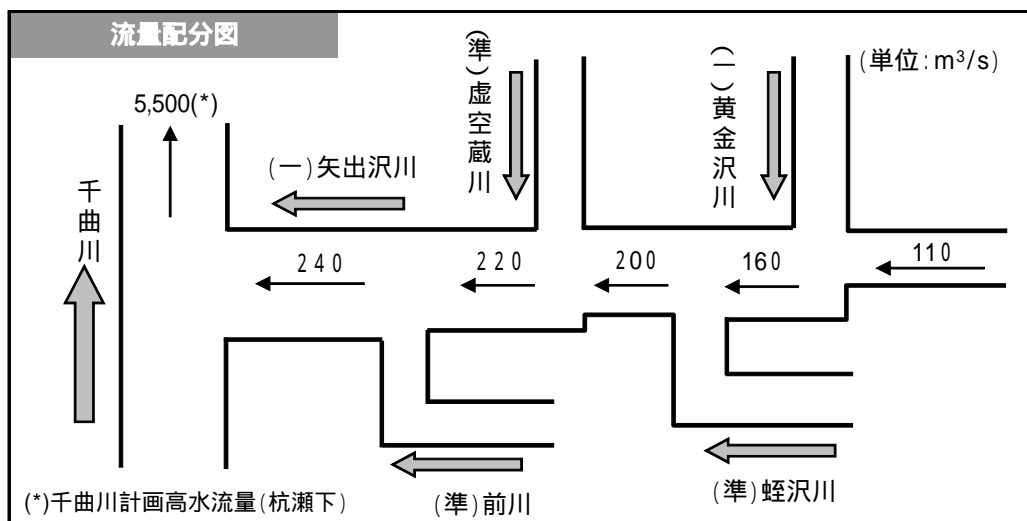 流量配分図
(単位:m³/s)
5,500(*)
千曲川
(一)矢出沢川
(準)虚空蔵川
(一)黄金沢川
240
220
200
160
110
(*)千曲川計画高水流量(杭瀬下)
(準)前川
(準)蛭沢川